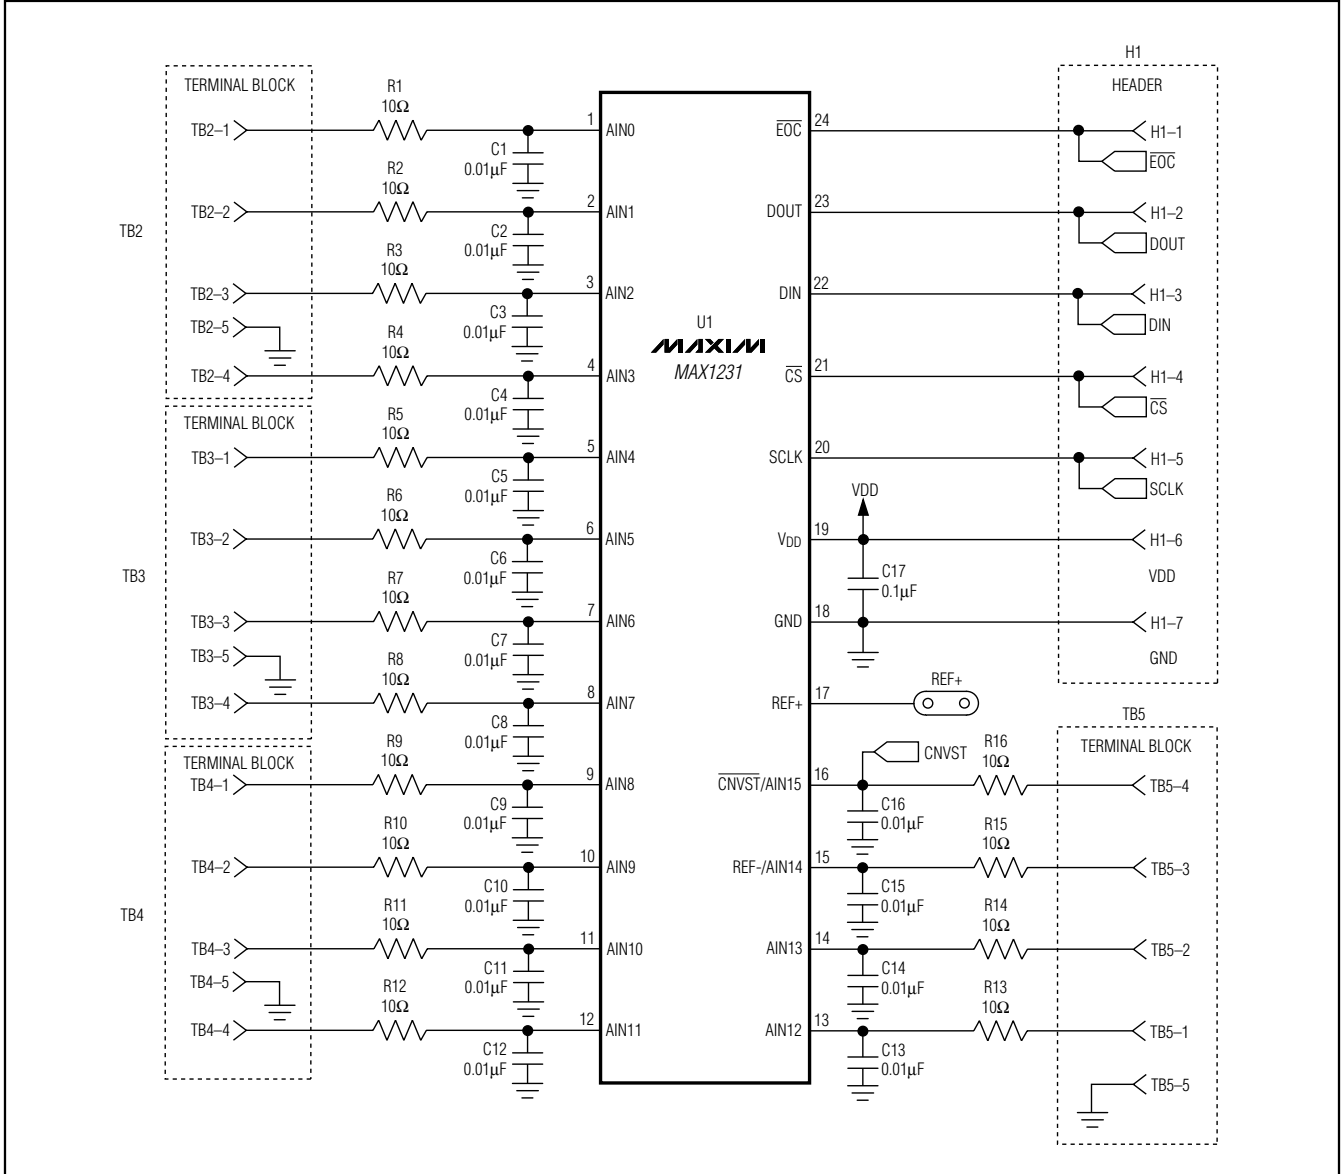 H1
TERMINAL BLOCK
HEADER
R1
10Ω
TB2–1
1
AIN0
C1
0.01µF
R2
10Ω
TB2–2
2
AIN1
C2
0.01µF
TB2
R3
10Ω
TB2–3
3
AIN2
C3
0.01µF
TB2–5
R4
10Ω
TB2–4
4
AIN3
C4
0.01µF
TERMINAL BLOCK
R5
10Ω
TB3–1
5
AIN4
C5
0.01µF
R6
10Ω
TB3–2
6
AIN5
C6
0.01µF
TB3
R7
10Ω
TB3–3
7
AIN6
C7
0.01µF
TB3–5
R8
10Ω
TB3–4
8
AIN7
C8
0.01µF
TERMINAL BLOCK
R9
10Ω
TB4–1
9
AIN8
C9
0.01µF
R10
10Ω
TB4–2
10
AIN9
C10
0.01µF
TB4
R11
10Ω
TB4–3
11
AIN10
C11
0.01µF
TB4–5
R12
10Ω
TB4–4
12
AIN11
C12
0.01µF
U1
MAXIM
MAX1231
EOC
24
H1–1
EOC
DOUT
23
H1–2
DOUT
DIN
22
H1–3
DIN
CS
21
H1–4
CS
SCLK
20
H1–5
SCLK
VDD
VDD
19
H1–6
C17
0.1µF
VDD
GND
18
H1–7
GND
REF+
REF+
17
TB5
TERMINAL BLOCK
CNVST
R16
10Ω
CNVST/AIN15
16
TB5–4
C16
0.01µF
R15
10Ω
REF-/AIN14
15
TB5–3
C15
0.01µF
R14
10Ω
AIN13
14
TB5–2
C14
0.01µF
R13
10Ω
AIN12
13
TB5–1
C13
0.01µF
TB5–5